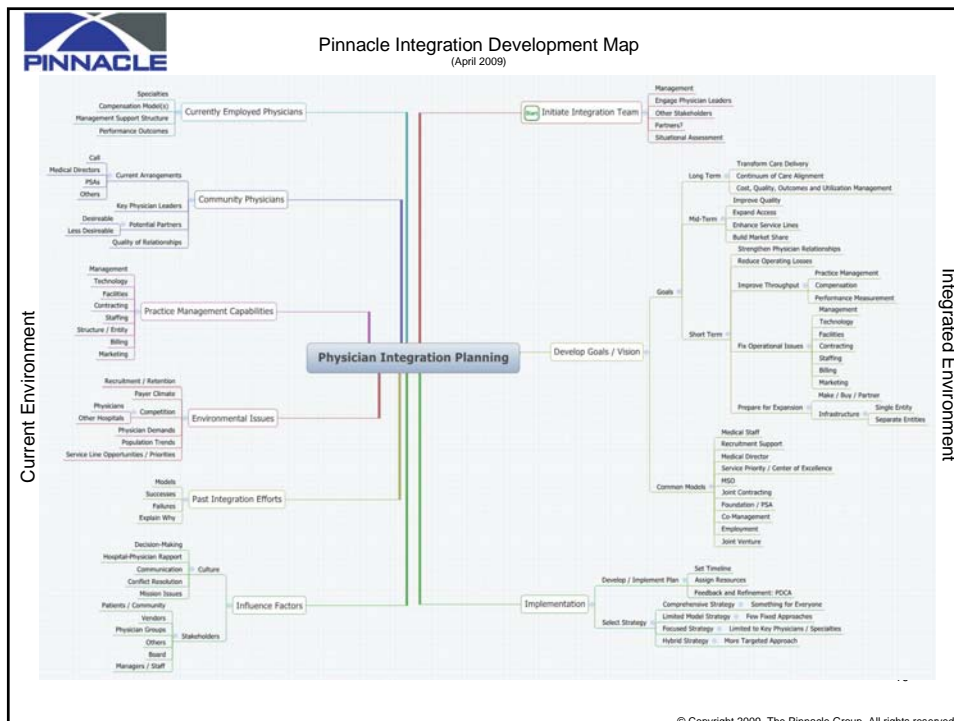 PINNACLE
Pinnacle Integration Development Map
(April 2009)
Current Environment
Specialties
Compensation Model(s)
Management Support Structure
Performance Outcomes
Currently Employed Physicians
Call
Medical Directors
PSAs
Others
Current Arrangements
Key Physician Leaders
Desireable
Less Desireable
Potential Partners
Quality of Relationships
Community Physicians
Management
Technology
Facilities
Contracting
Staffing
Structure / Entity
Billing
Marketing
Practice Management Capabilities
Recruitment / Retention
Payer Climate
Physicians
Other Hospitals
Competition
Physician Demands
Population Trends
Service Line Opportunities / Priorities
Environmental Issues
Models
Successes
Failures
Explain Why
Past Integration Efforts
Decision-Making
Hospital-Physician Rapport
Communication
Conflict Resolution
Mission Issues
Culture
Patients / Community
Vendors
Physician Groups
Others
Board
Managers / Staff
Stakeholders
Influence Factors
Physician Integration Planning
Start
Initiate Integration Team
Management
Engage Physician Leaders
Other Stakeholders
Partners?
Situational Assessment
Develop Goals / Vision
Goals
Long Term
Transform Care Delivery
Continuum of Care Alignment
Cost, Quality, Outcomes and Utilization Management
Mid-Term
Improve Quality
Expand Access
Enhance Service Lines
Build Market Share
Short Term
Strengthen Physician Relationships
Reduce Operating Losses
Improve Throughput
Practice Management
Compensation
Performance Measurement
Fix Operational Issues
Management
Technology
Facilities
Contracting
Staffing
Billing
Marketing
Prepare for Expansion
Make / Buy / Partner
Infrastructure
Single Entity
Separate Entities
Common Models
Medical Staff
Recruitment Support
Medical Director
Service Priority / Center of Excellence
MSO
Joint Contracting
Foundation / PSA
Co-Management
Employment
Joint Venture
Implementation
Develop / Implement Plan
Set Timeline
Assign Resources
Feedback and Refinement: PDCA
Select Strategy
Comprehensive Strategy
Something for Everyone
Limited Model Strategy
Few Fixed Approaches
Focused Strategy
Limited to Key Physicians / Specialties
Hybrid Strategy
More Targeted Approach
Integrated Environment
© Copyright 2009, The Pinnacle Group. All rights reserved